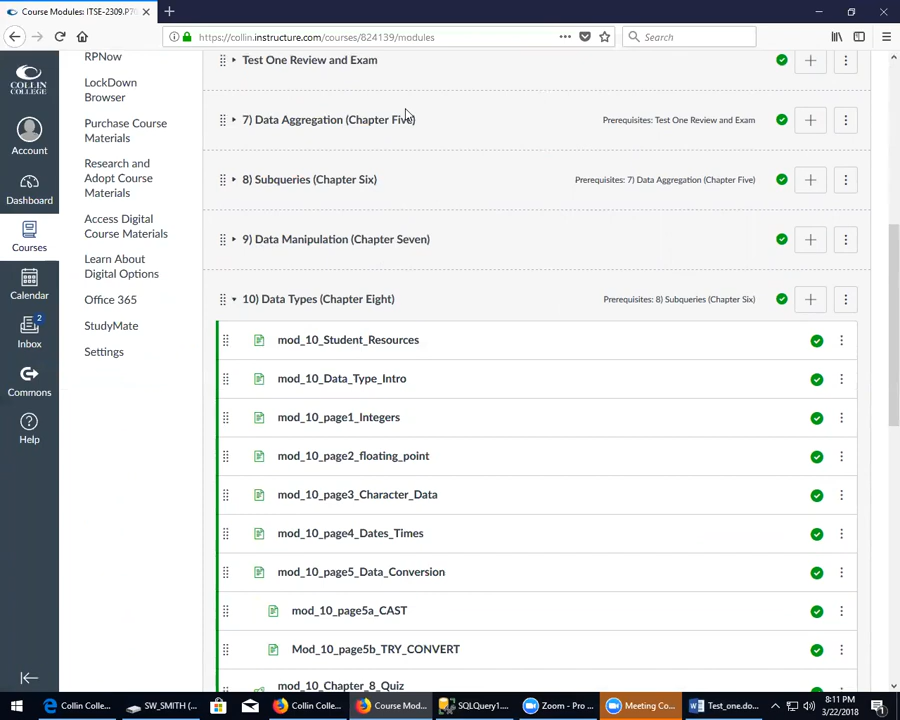 Course Modules: ITSE-2309.P70
https://collin.instructure.com/courses/824139/modules
Search
COLLIN
COLLEGE
Account
Dashboard
Courses
Calendar
2
Inbox
Commons
Help
RPNow
LockDown
Browser
Purchase Course
Materials
Research and
Adopt Course
Materials
Access Digital
Course Materials
Learn About
Digital Options
Office 365
StudyMate
Settings
Test One Review and Exam
7) Data Aggregation (Chapter Five)
Prerequisites: Test One Review and Exam
8) Subqueries (Chapter Six)
Prerequisites: 7) Data Aggregation (Chapter Five)
9) Data Manipulation (Chapter Seven)
10) Data Types (Chapter Eight)
Prerequisites: 8) Subqueries (Chapter Six)
mod_10_Student_Resources
mod_10_Data_Type_Intro
mod_10_page1_Integers
mod_10_page2_floating_point
mod_10_page3_Character_Data
mod_10_page4_Dates_Times
mod_10_page5_Data_Conversion
mod_10_page5a_CAST
Mod_10_page5b_TRY_CONVERT
mod_10_Chapter_8_Quiz
Collin Colle...
SW_SMITH (...
Collin Colle...
Course Mod...
SQLQuery1....
Zoom - Pro ...
Meeting Co...
Test_one.do...
8:11 PM
3/22/2018
1